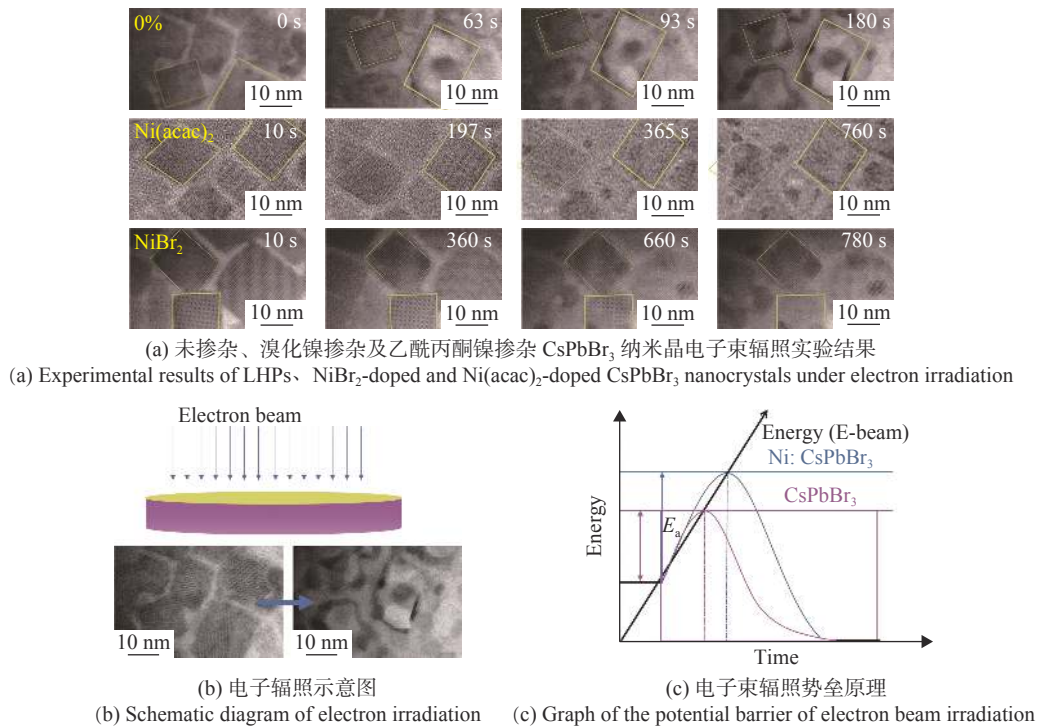 0% 0 s 63 s 93 s 180 s
10 nm 10 nm 10 nm 10 nm
Ni(acac)₂ 10 s 197 s 365 s 760 s
10 nm 10 nm 10 nm 10 nm
NiBr₂ 10 s 360 s 660 s 780 s
10 nm 10 nm 10 nm 10 nm
(a) 未掺杂、溴化镍掺杂及乙酰丙酮镍掺杂 CsPbBr₃ 纳米晶电子束辐照实验结果
(a) Experimental results of LHPs、NiBr₂-doped and Ni(acac)₂-doped CsPbBr₃ nanocrystals under electron irradiation
Electron beam
10 nm 10 nm
(b) 电子辐照示意图
(b) Schematic diagram of electron irradiation
Energy (E-beam)
Ni: CsPbBr₃
CsPbBr₃
Eₐ
Energy
Time
(c) 电子束辐照势垒原理
(c) Graph of the potential barrier of electron beam irradiation